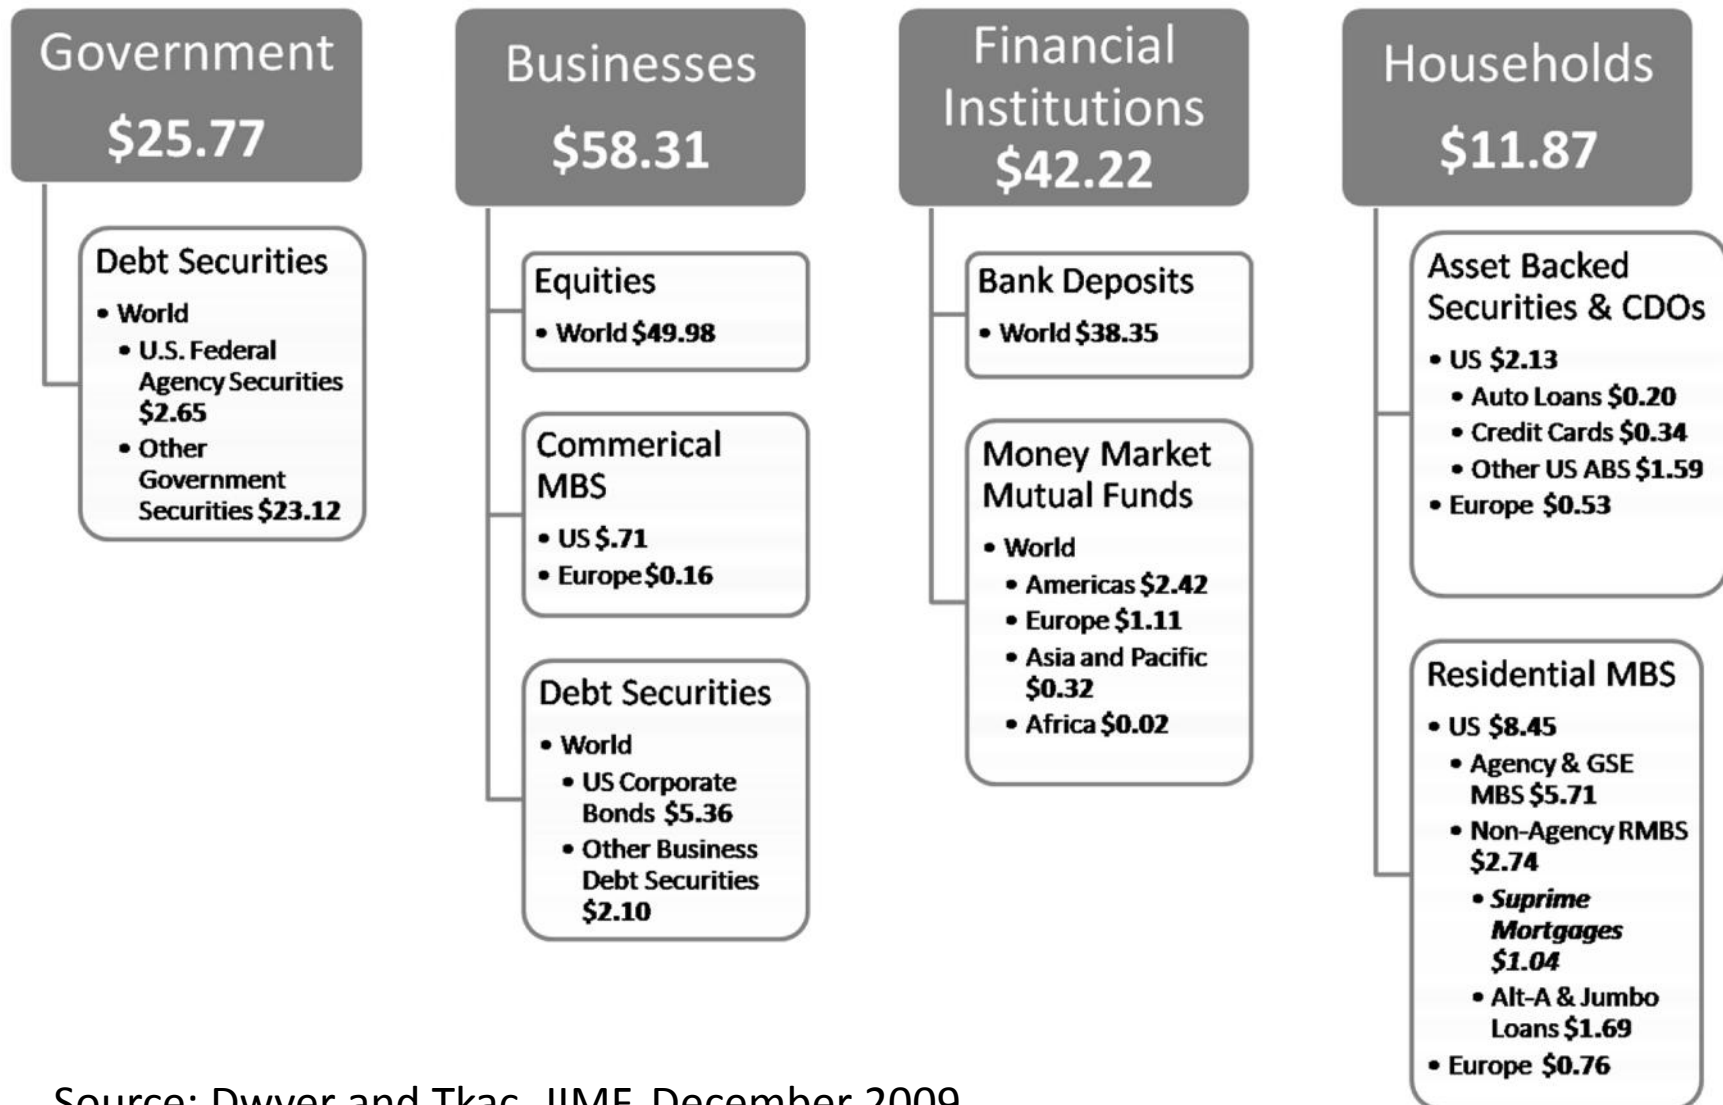 Government
$25.77
Debt Securities
• World
• U.S. Federal
Agency Securities
$2.65
• Other
Government
Securities $23.12
Businesses
$58.31
Equities
• World $49.98
Commerical
MBS
• US $.71
• Europe $0.16
Debt Securities
• World
• US Corporate
Bonds $5.36
• Other Business
Debt Securities
$2.10
Financial
Institutions
$42.22
Bank Deposits
• World $38.35
Money Market
Mutual Funds
• World
• Americas $2.42
• Europe $1.11
• Asia and Pacific
$0.32
• Africa $0.02
Households
$11.87
Asset Backed
Securities & CDOs
• US $2.13
• Auto Loans $0.20
• Credit Cards $0.34
• Other US ABS $1.59
• Europe $0.53
Residential MBS
• US $8.45
• Agency & GSE
MBS $5.71
• Non-Agency RMBS
$2.74
• Suprime
Mortgages
$1.04
• Alt-A & Jumbo
Loans $1.69
• Europe $0.76
Source: Dwyer and Tkac, JIMF, December 2009